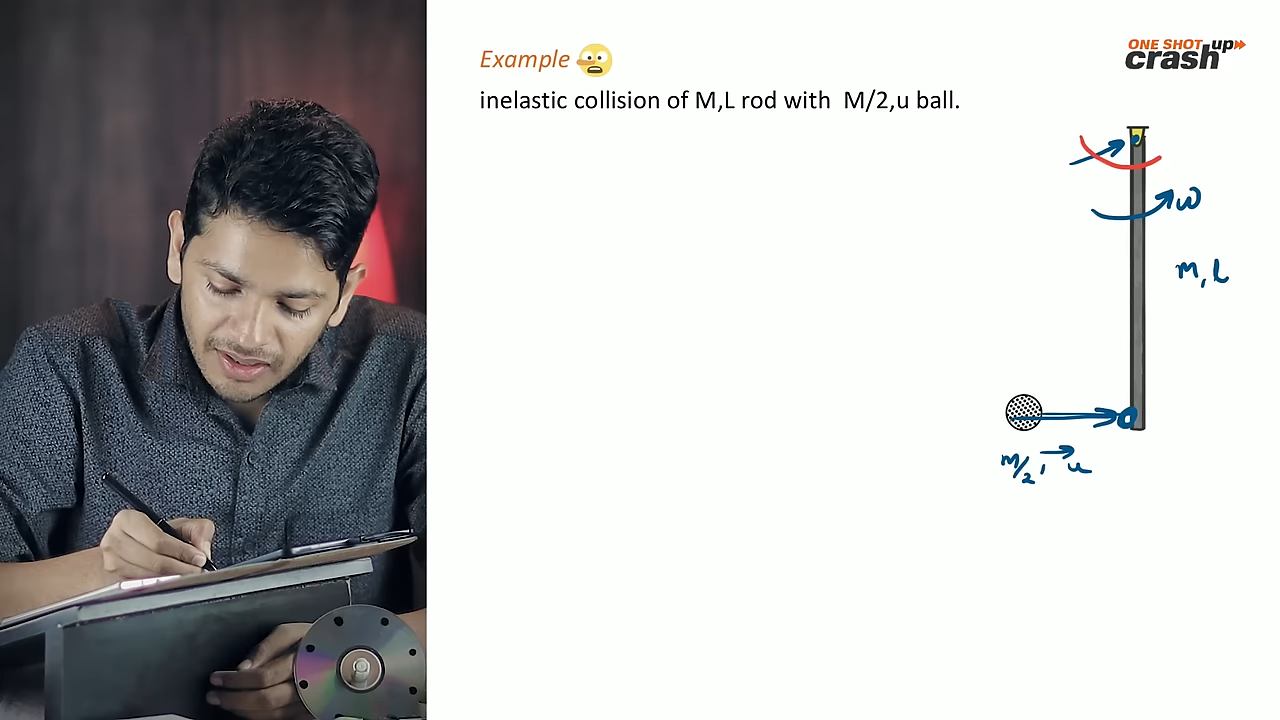 Example
ONE SHOT up
crash
inelastic collision of M,L rod with M/2,u ball.
ω
M, L
M/2, u